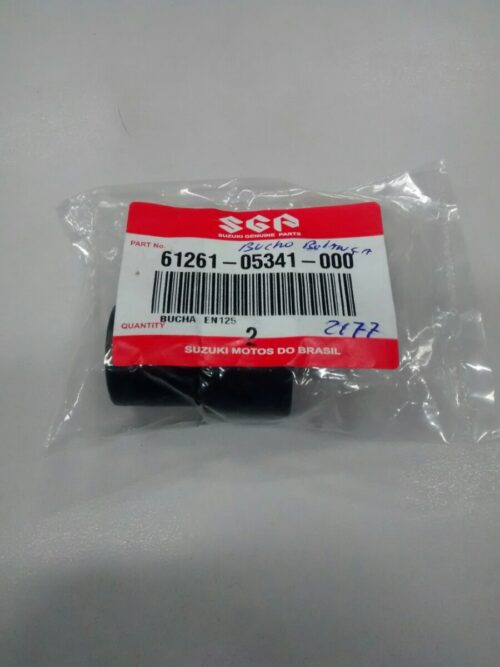 SGP
SUZUKI GENUINE PARTS
PART No. Bucho Balança
61261-05341-000
BUCHA EN125
QUANTITY 2 2177
SUZUKI MOTOS DO BRASIL